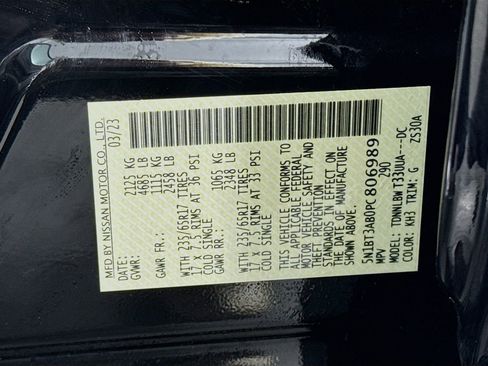 MFD BY NISSAN MOTOR CO., LTD.
03/23
GVWR: 2125 KG
4685 LB
GAWR FR.: 1115 KG
2458 LB
WITH 235/65R17 TIRES
17 X 7.5 RIMS AT 36 PSI
COLD SINGLE
GAWR RR.: 1065 KG
2348 LB
WITH 235/65R17 TIRES
17 X 7.5 RIMS AT 33 PSI
COLD SINGLE
THIS VEHICLE CONFORMS TO
ALL APPLICABLE FEDERAL
MOTOR VEHICLE SAFETY AND
THEFT PREVENTION
STANDARDS IN EFFECT ON
THE DATE OF MANUFACTURE
SHOWN ABOVE.
5N1BT3AB0PC806989
MPV 290
MODEL: TDNNLBW T33UUA----DC
COLOR: KH3 TRIM: G ZS30A